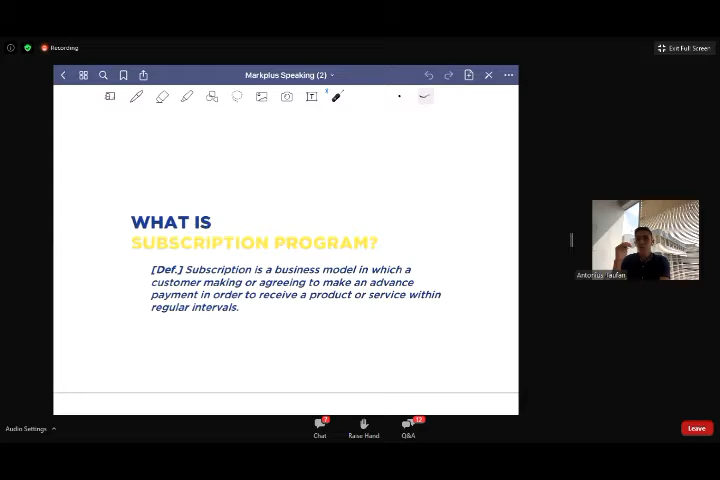 Recording
Exit Full Screen
Markplus Speaking (2)
WHAT IS
SUBSCRIPTION PROGRAM?
[Def.] Subscription is a business model in which a
customer making or agreeing to make an advance
payment in order to receive a product or service within
regular intervals.
Antonius Taufan
Audio Settings
7
Chat
Raise Hand
12
Q&A
Leave